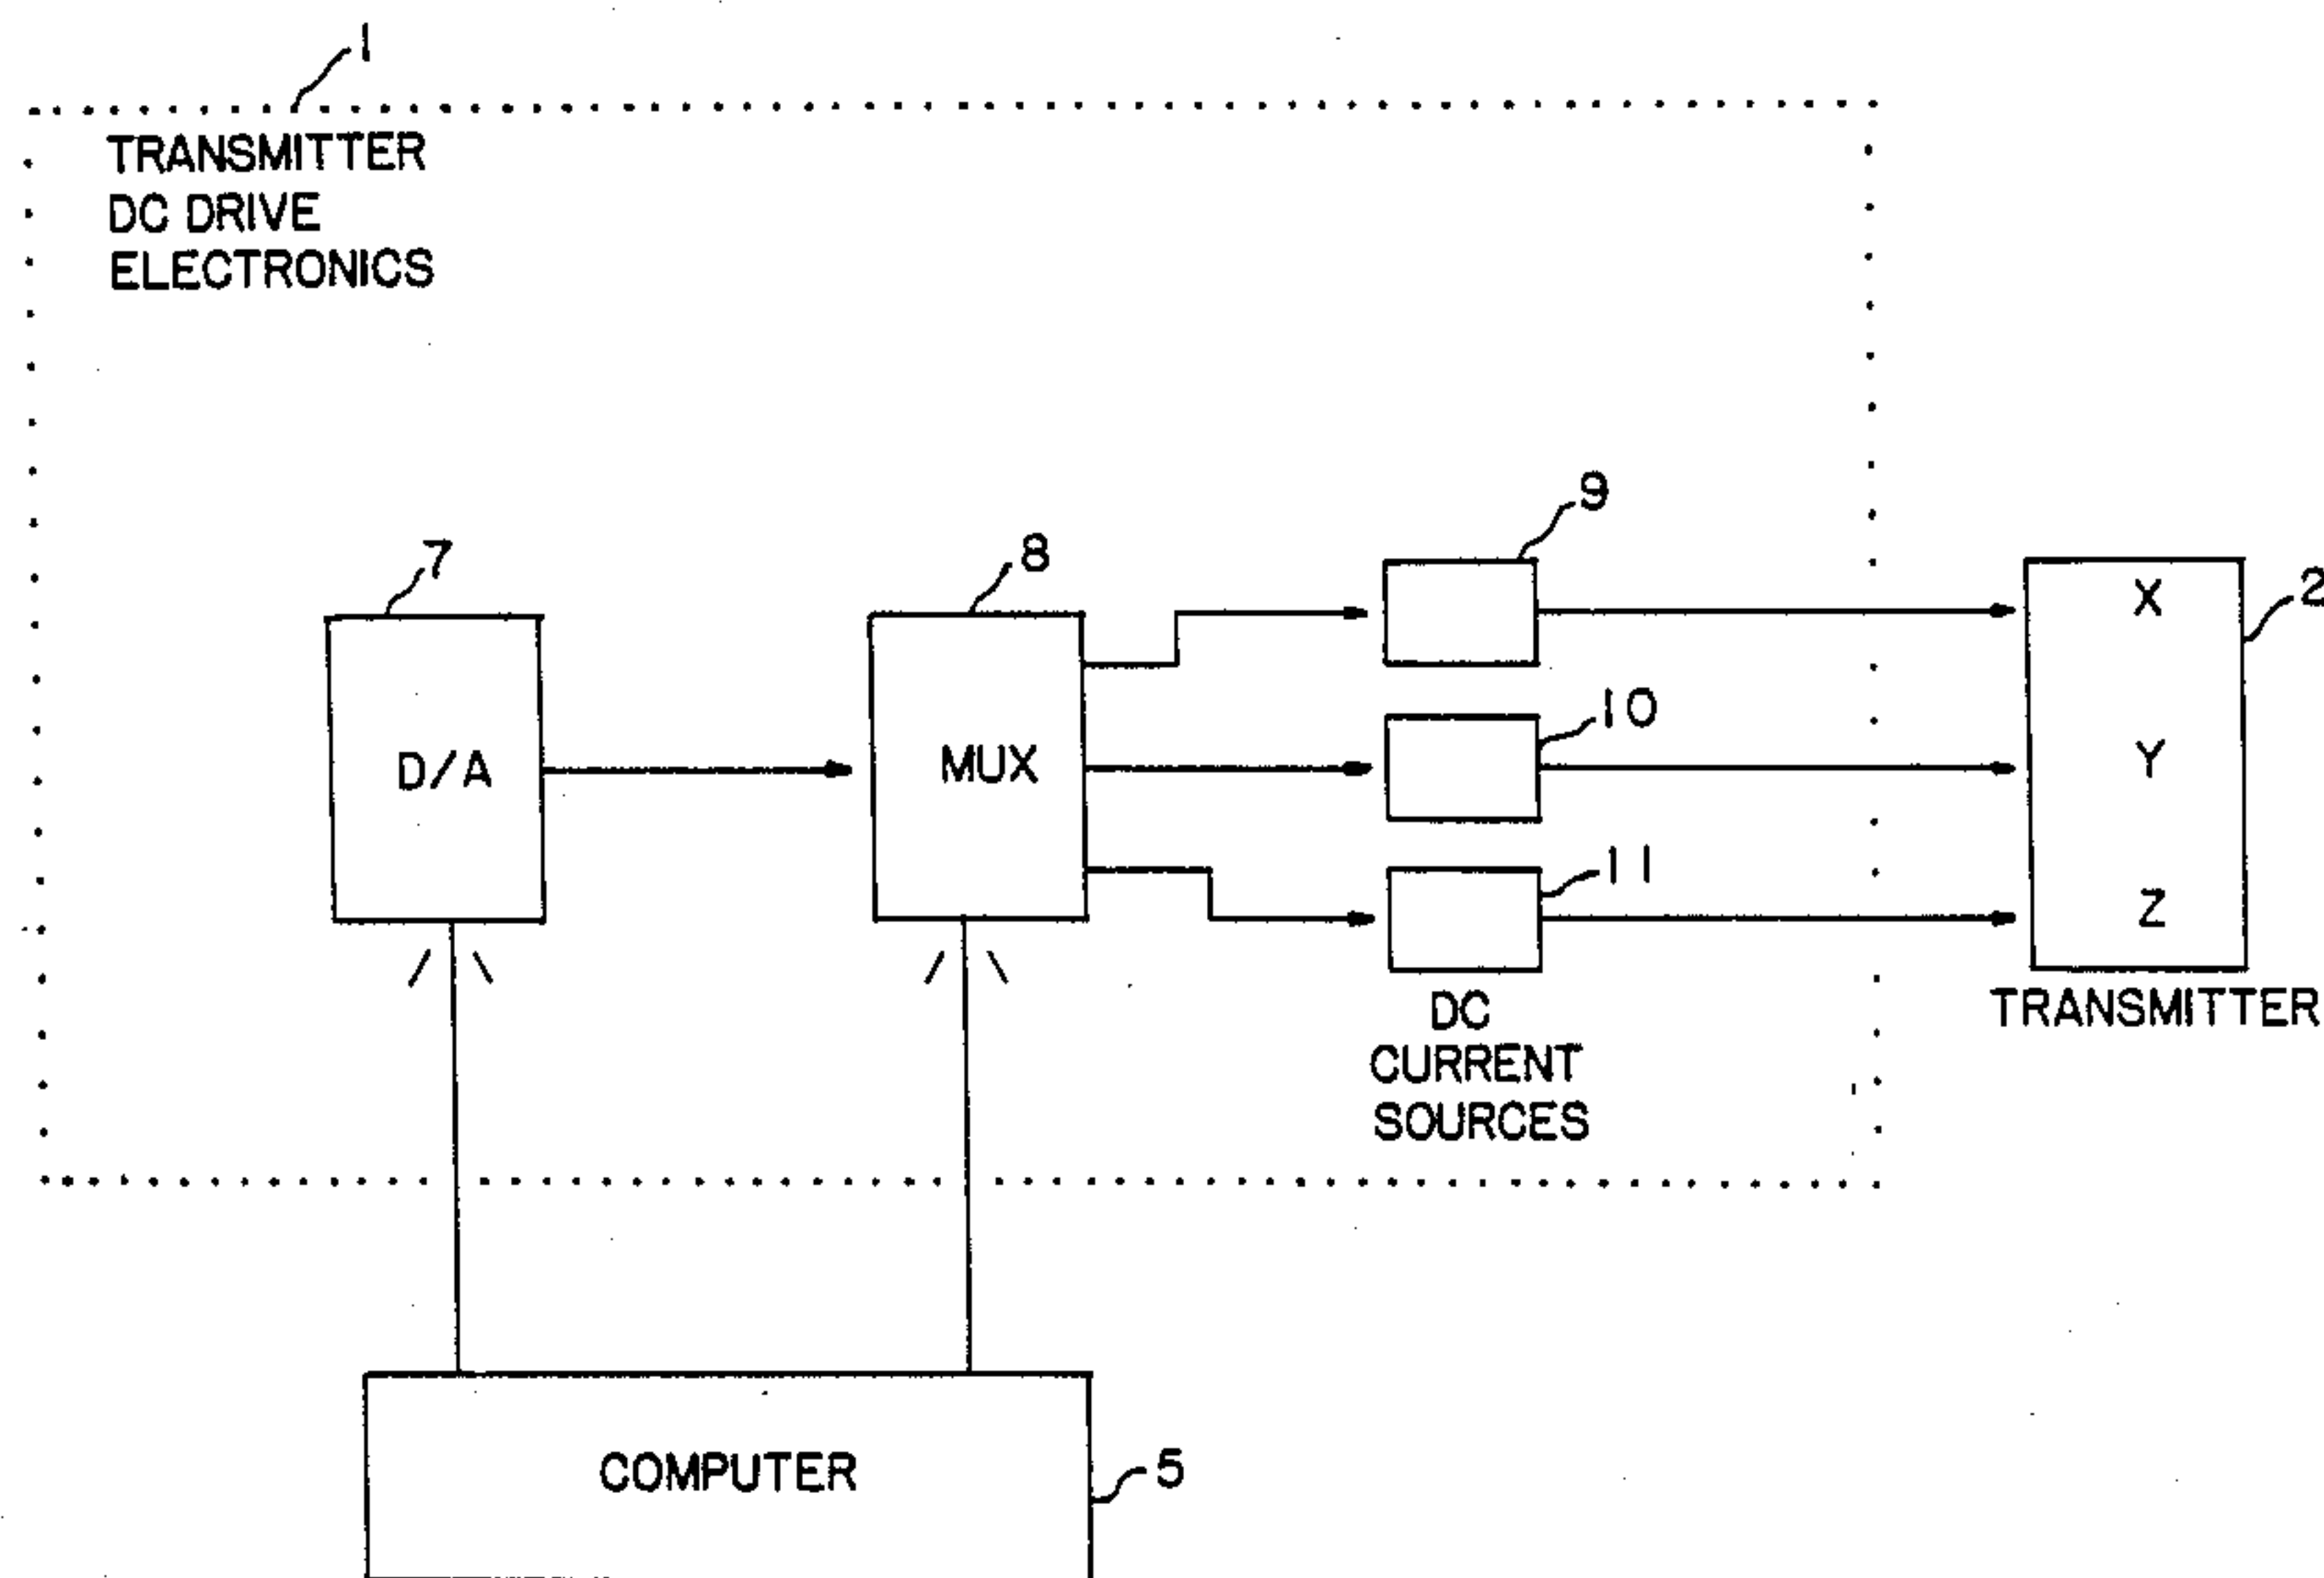 1
TRANSMITTER
DC DRIVE
ELECTRONICS
7
8
9
10
11
2
D/A
MUX
X
Y
Z
DC
CURRENT
SOURCES
TRANSMITTER
COMPUTER
5